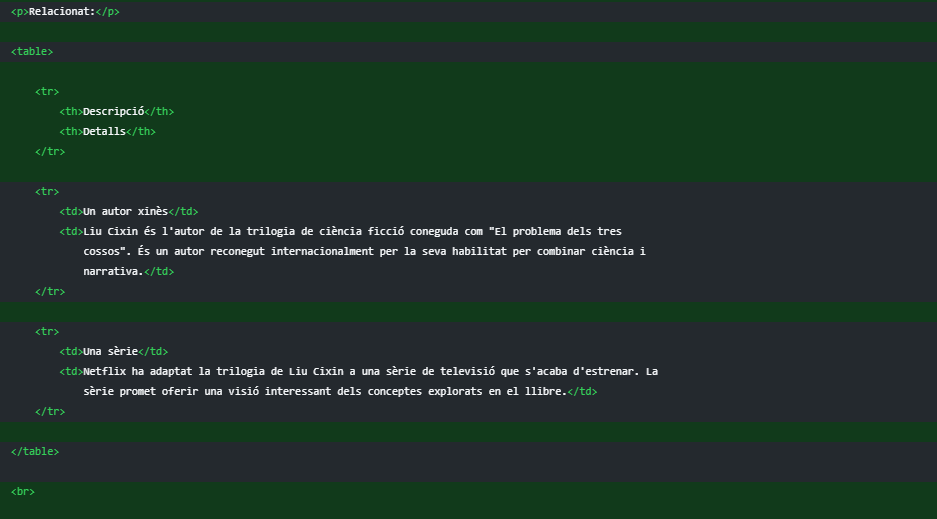 <p>Relacionat:</p>
<table>
<tr>
<th>Descripció</th>
<th>Detalls</th>
</tr>
<tr>
<td>Un autor xinès</td>
<td>Liu Cixin és l'autor de la trilogia de ciència ficció coneguda com "El problema dels tres
cossos". És un autor reconegut internacionalment per la seva habilitat per combinar ciència i
narrativa.</td>
</tr>
<tr>
<td>Una sèrie</td>
<td>Netflix ha adaptat la trilogia de Liu Cixin a una sèrie de televisió que s'acaba d'estrenar. La
sèrie promet oferir una visió interessant dels conceptes explorats en el llibre.</td>
</tr>
</table>
<br>